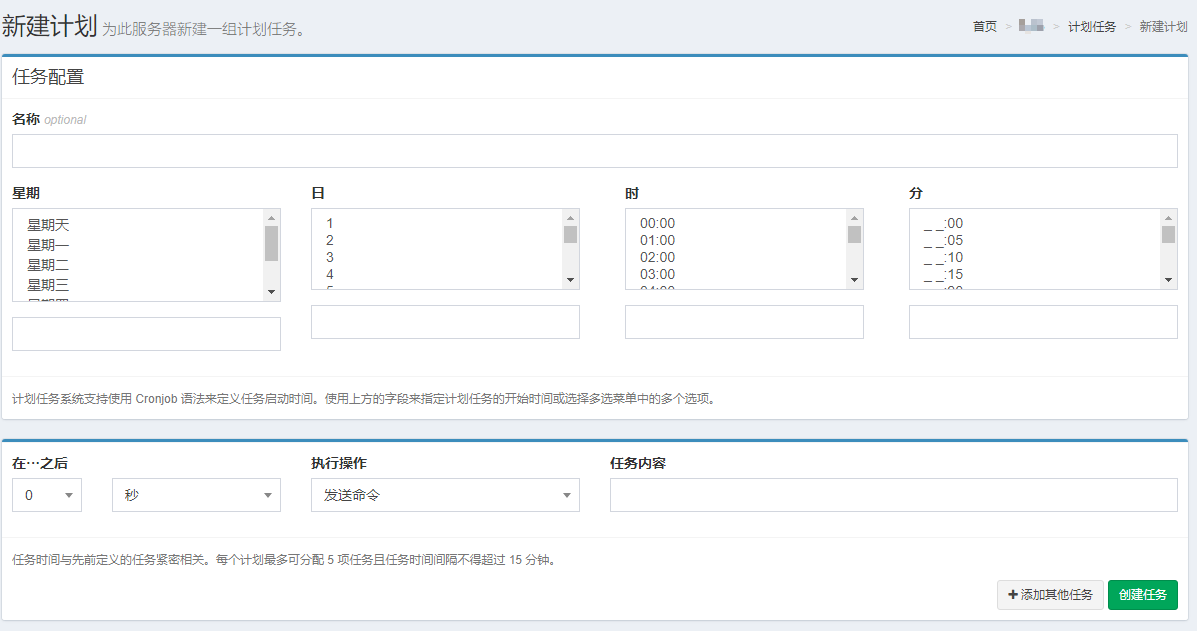 新建计划 为此服务器新建一组计划任务。
首页 > > 计划任务 > 新建计划
任务配置
名称 optional
星期 日 时 分
星期天 1 00:00 _ _:00
星期一 2 01:00 _ _:05
星期二 3 02:00 _ _:10
星期三 4 03:00 _ _:15
计划任务系统支持使用 Cronjob 语法来定义任务启动时间。使用上方的字段来指定计划任务的开始时间或选择多选菜单中的多个选项。
在…之后 执行操作 任务内容
0 秒 发送命令
任务时间与先前定义的任务紧密相关。每个计划最多可分配 5 项任务且任务时间间隔不得超过 15 分钟。
+ 添加其他任务 创建任务